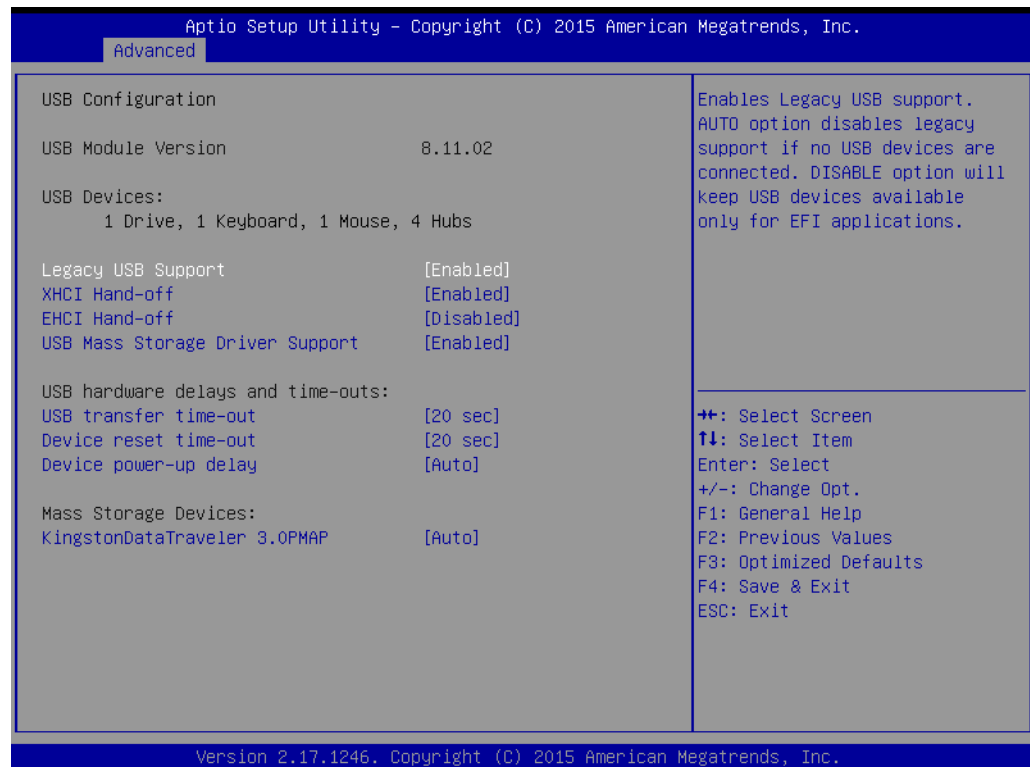 Aptio Setup Utility – Copyright (C) 2015 American Megatrends, Inc.
Advanced
USB Configuration
USB Module Version 8.11.02
USB Devices:
1 Drive, 1 Keyboard, 1 Mouse, 4 Hubs
Legacy USB Support [Enabled]
XHCI Hand-off [Enabled]
EHCI Hand-off [Disabled]
USB Mass Storage Driver Support [Enabled]
USB hardware delays and time-outs:
USB transfer time-out [20 sec]
Device reset time-out [20 sec]
Device power-up delay [Auto]
Mass Storage Devices:
KingstonDataTraveler 3.0PMAP [Auto]
Enables Legacy USB support.
AUTO option disables legacy
support if no USB devices are
connected. DISABLE option will
keep USB devices available
only for EFI applications.
→←: Select Screen
↑↓: Select Item
Enter: Select
+/-: Change Opt.
F1: General Help
F2: Previous Values
F3: Optimized Defaults
F4: Save & Exit
ESC: Exit
Version 2.17.1246. Copyright (C) 2015 American Megatrends, Inc.